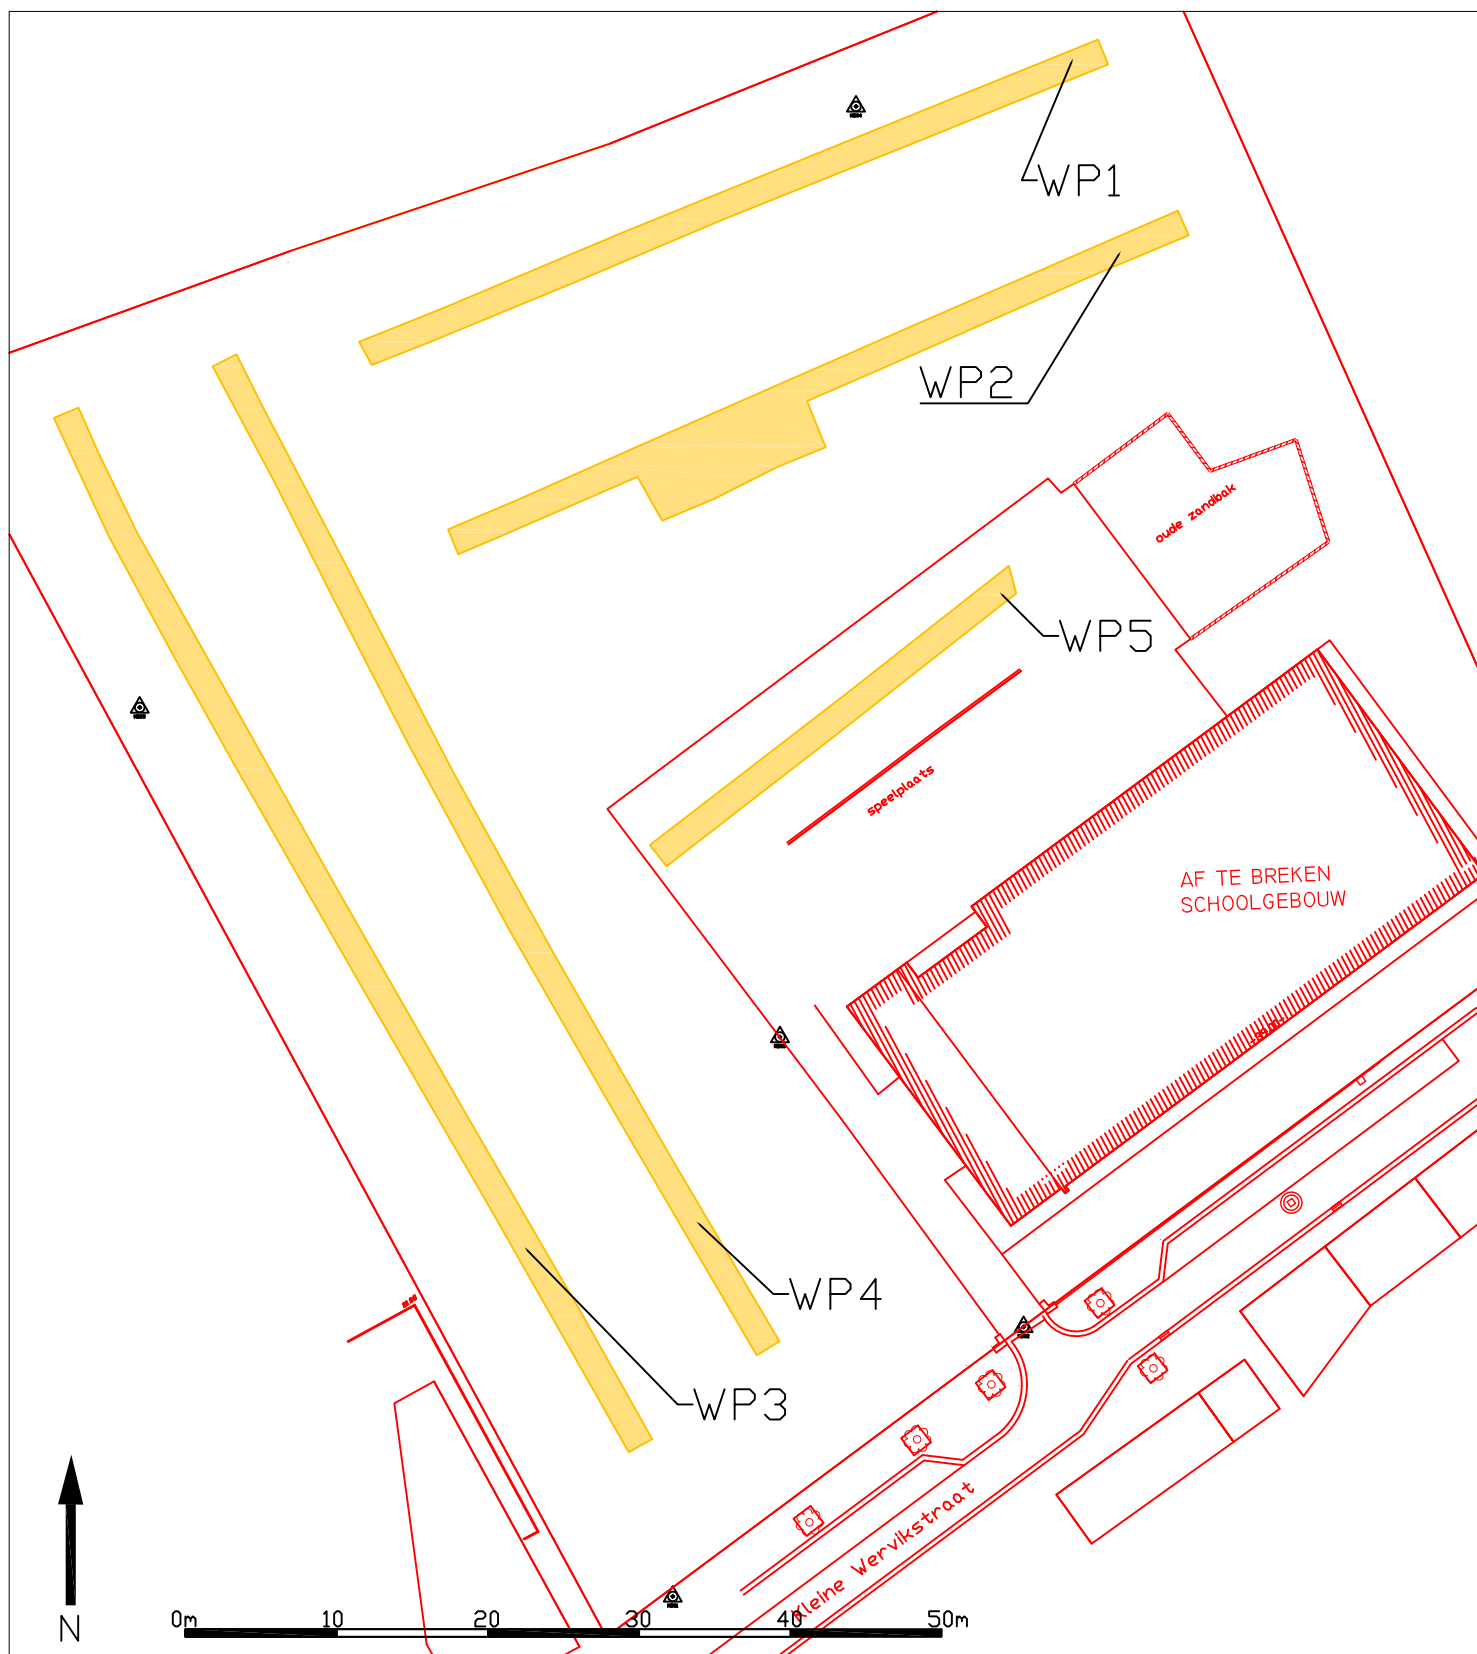 WP1
WP2
oude zandbak
WP5
speelplaats
AF TE BREKEN
SCHOOLGEBOUW
WP4
WP3
Kleine Wervikstraat
N
0m 10 20 30 40 50m